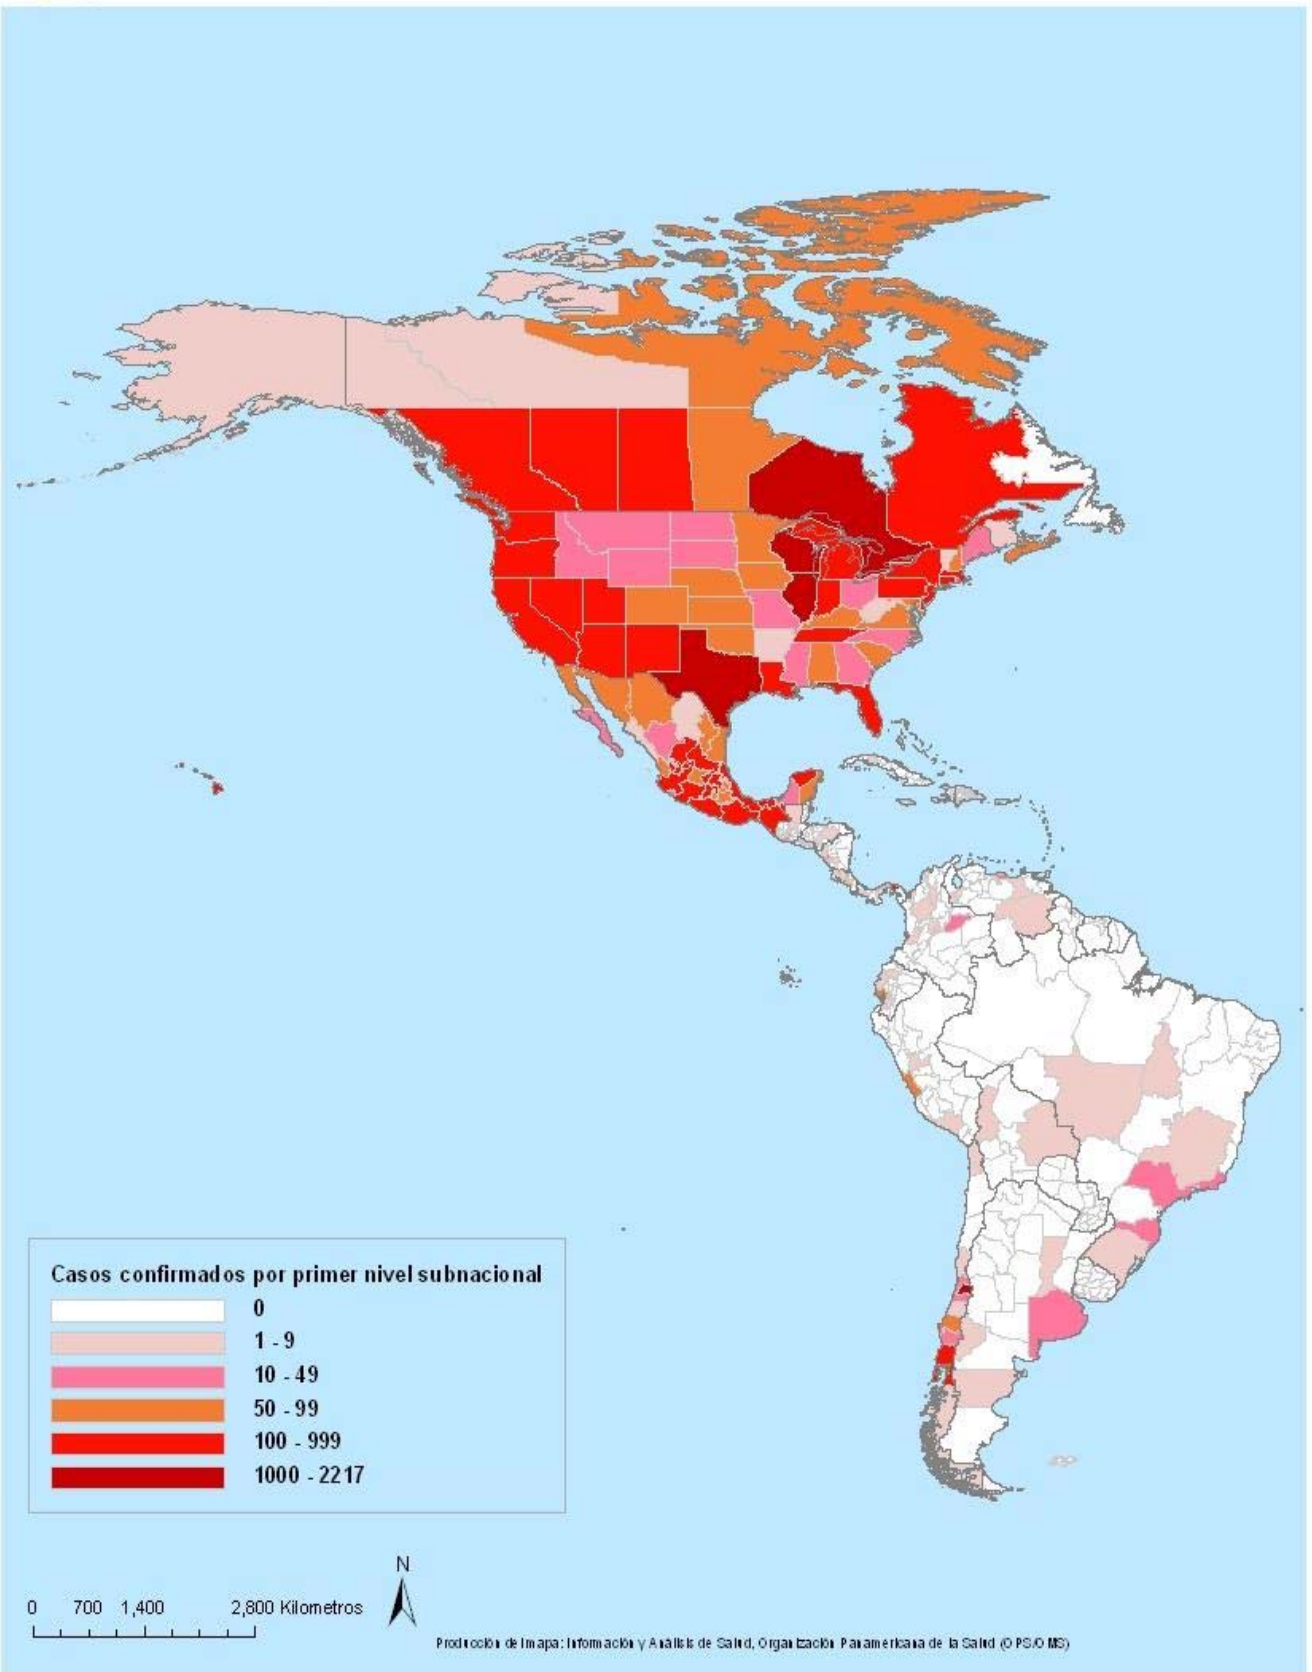 Casos confirmados por primer nivel subnacional
0
1 - 9
10 - 49
50 - 99
100 - 999
1000 - 2217
N
0 700 1,400 2,800 Kilometros
Producción de lmapa: Información y Análisis de Salud, Organización Panamericana de la Salud (OPS/OMS)